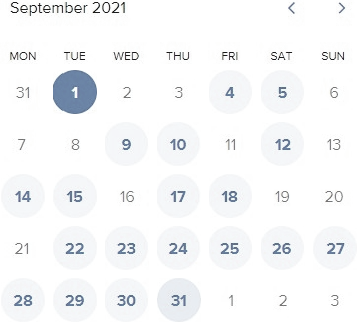 September 2021
MON TUE WED THU FRI SAT SUN
31 1 2 3 4 5 6
7 8 9 10 11 12 13
14 15 16 17 18 19 20
21 22 23 24 25 26 27
28 29 30 31 1 2 3